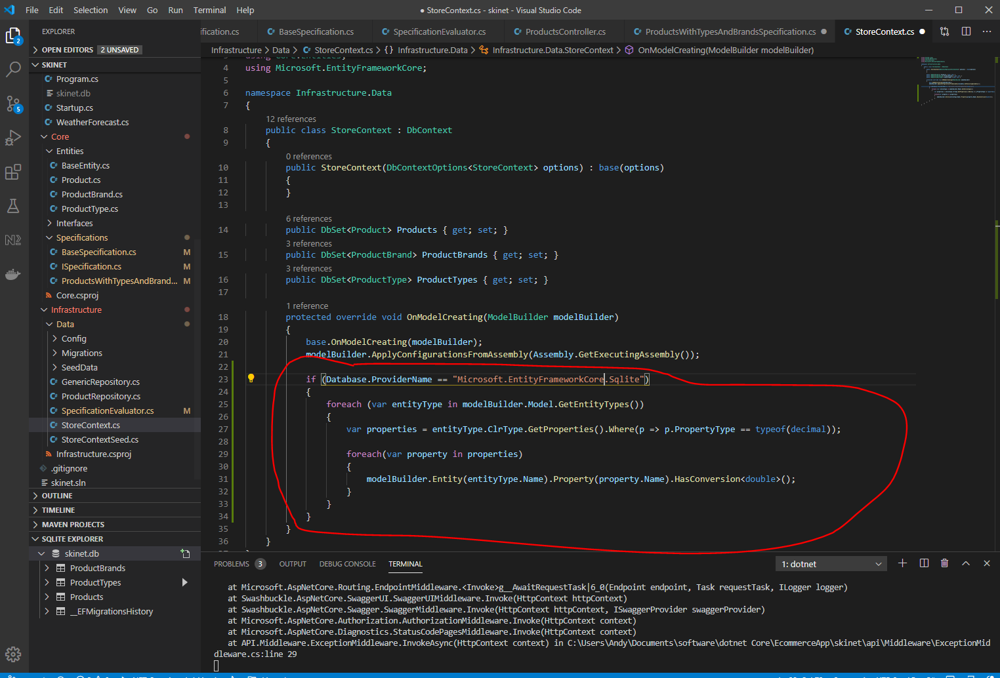 File Edit Selection View Go Run Terminal Help
● StoreContext.cs - skinet - Visual Studio Code
EXPLORER
OPEN EDITORS 2 UNSAVED
SKINET
Program.cs
skinet.db
Startup.cs
WeatherForecast.cs
Core
Entities
BaseEntity.cs
Product.cs
ProductBrand.cs
ProductType.cs
Interfaces
Specifications
BaseSpecification.cs M
ISpecification.cs M
ProductsWithTypesAndBrand... M
Core.csproj
Infrastructure
Data
Config
Migrations
SeedData
GenericRepository.cs
ProductRepository.cs
SpecificationEvaluator.cs M
StoreContext.cs
StoreContextSeed.cs
Infrastructure.csproj
.gitignore
skinet.sln
OUTLINE
TIMELINE
MAVEN PROJECTS
SQLITE EXPLORER
skinet.db
ProductBrands
ProductTypes
Products
__EFMigrationsHistory
2
5
ification.cs BaseSpecification.cs SpecificationEvaluator.cs ProductsController.cs ProductsWithTypesAndBrandsSpecification.cs ● StoreContext.cs ●
Infrastructure > Data > StoreContext.cs > {} Infrastructure.Data > Infrastructure.Data.StoreContext > OnModelCreating(ModelBuilder modelBuilder)
3 using Core.Entities;
4 using Microsoft.EntityFrameworkCore;
5
6 namespace Infrastructure.Data
7 {
12 references
8 public class StoreContext : DbContext
9 {
0 references
10 public StoreContext(DbContextOptions<StoreContext> options) : base(options)
11 {
12 }
13
6 references
14 public DbSet<Product> Products { get; set; }
3 references
15 public DbSet<ProductBrand> ProductBrands { get; set; }
3 references
16 public DbSet<ProductType> ProductTypes { get; set; }
17
1 reference
18 protected override void OnModelCreating(ModelBuilder modelBuilder)
19 {
20 base.OnModelCreating(modelBuilder);
21 modelBuilder.ApplyConfigurationsFromAssembly(Assembly.GetExecutingAssembly());
22
23 if (Database.ProviderName == "Microsoft.EntityFrameworkCore.Sqlite")
24 {
25 foreach (var entityType in modelBuilder.Model.GetEntityTypes())
26 {
27 var properties = entityType.ClrType.GetProperties().Where(p => p.PropertyType == typeof(decimal));
28
29 foreach(var property in properties)
30 {
31 modelBuilder.Entity(entityType.Name).Property(property.Name).HasConversion<double>();
32 }
33 }
34 }
35 }
36 }
PROBLEMS 3 OUTPUT DEBUG CONSOLE TERMINAL 1: dotnet
at Microsoft.AspNetCore.Routing.EndpointMiddleware.<Invoke>g__AwaitRequestTask|6_0(Endpoint endpoint, Task requestTask, ILogger logger)
at Swashbuckle.AspNetCore.SwaggerUI.SwaggerUIMiddleware.Invoke(HttpContext httpContext)
at Swashbuckle.AspNetCore.Swagger.SwaggerMiddleware.Invoke(HttpContext httpContext, ISwaggerProvider swaggerProvider)
at Microsoft.AspNetCore.Authorization.AuthorizationMiddleware.Invoke(HttpContext context)
at Microsoft.AspNetCore.Diagnostics.StatusCodePagesMiddleware.Invoke(HttpContext context)
at API.Middleware.ExceptionMiddleware.InvokeAsync(HttpContext context) in C:\Users\Andy\Documents\software\dotnet Core\EcommerceApp\skinet\api\Middleware\ExceptionMid
dleware.cs:line 29